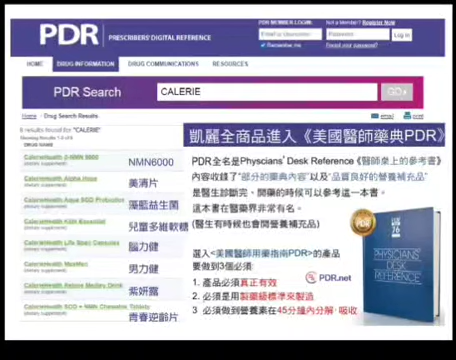 PDR
PRESCRIBERS' DIGITAL REFERENCE
PDR MEMBER LOGIN:
Not a Member? Register Now
Password
Log in
Remember me
Forgot your password?
HOME
DRUG INFORMATION
DRUG COMMUNICATIONS
RESOURCES
PDR Search
CALERIE
GO
Home
Drug Search Results
email
print
8 results found for "CALERIE"
DRUG NAME
凱麗全商品進入《美國醫師藥典PDR》
NMN6000
美清片
藻藍益生菌
兒童多維軟糖
腦力健
男力健
紫妍露
青春逆齡片
PDR全名是Physcians' Desk Reference《醫師桌上的參考書》
內容收錄了"部分的藥典內容"以及"品質良好的營養補充品"
是醫生診斷完、開藥的時候可以參考這一本書。
這本書在醫藥界非常有名。
(醫生有時候也會開營養補充品)
選入<美國醫師用藥指南PDR>的產品
要做到3個必須:
1. 產品必須真正有效
2. 必須是用製藥級標準來製造
3 必須做到營養素在45分鐘內分解·吸收
PDR.net
PDR
PHYSICIANS'
DESK
REFERENCE